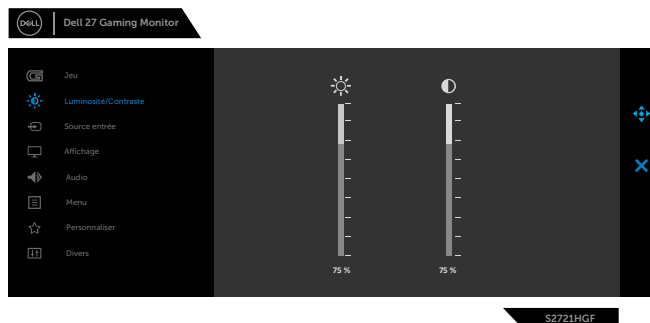 DELL
Dell 27 Gaming Monitor
Jeu
Luminosité/Contraste
Source entrée
Affichage
Audio
Menu
Personnaliser
Divers
75 %
75 %
S2721HGF